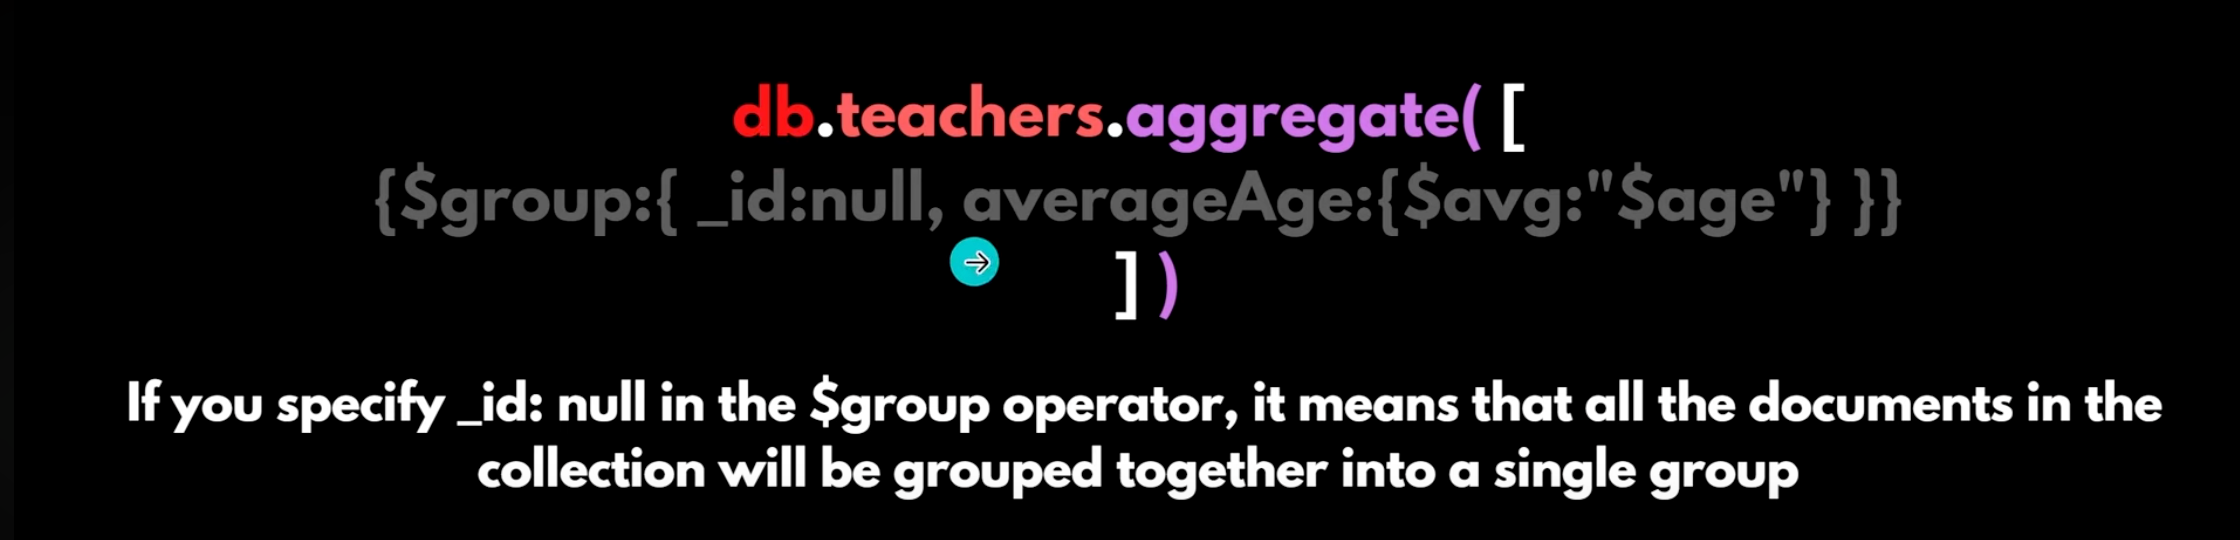 db.teachers.aggregate( [
{$group:{ _id:null, averageAge:{$avg:"$age"} }}
] )
If you specify _id: null in the $group operator, it means that all the documents in the
collection will be grouped together into a single group